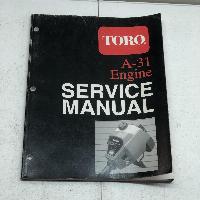 TORO
A-31
Engine
SERVICE
MANUAL